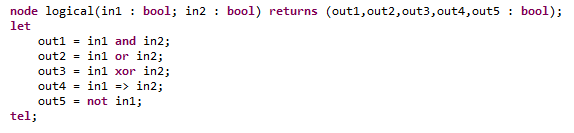 node logical(in1 : bool; in2 : bool) returns (out1,out2,out3,out4,out5 : bool);
let
    out1 = in1 and in2;
    out2 = in1 or in2;
    out3 = in1 xor in2;
    out4 = in1 => in2;
    out5 = not in1;
tel;